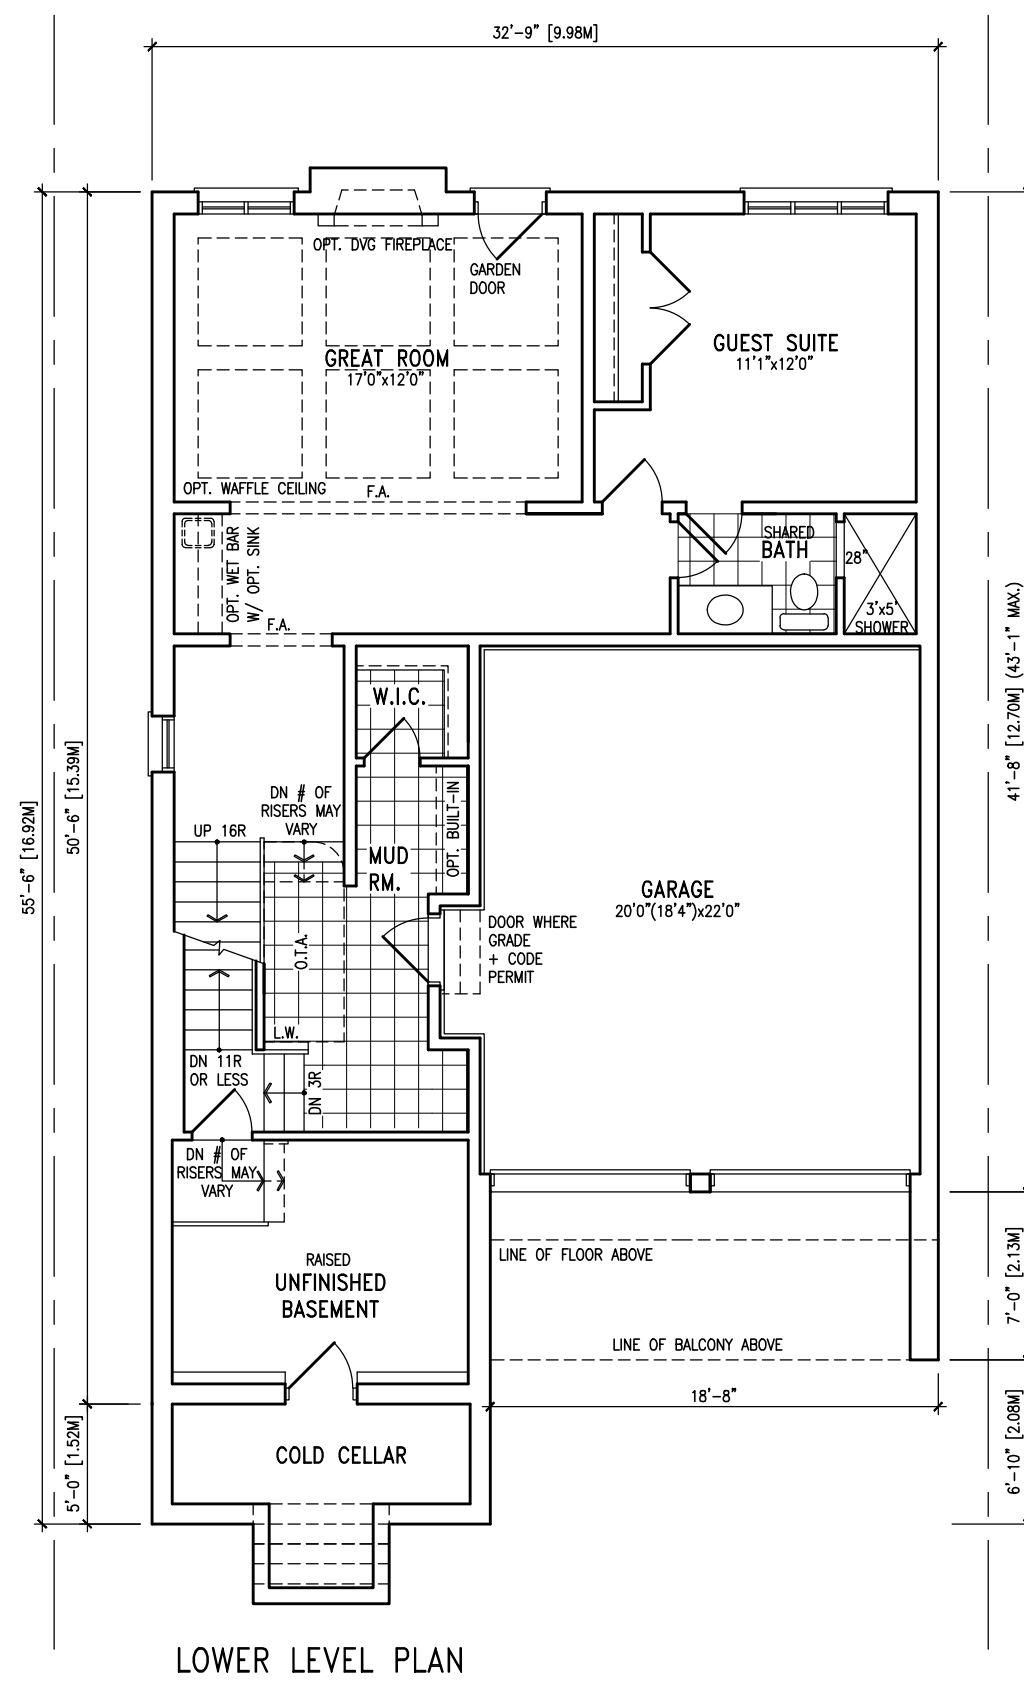 32'-9" [9.98M]
OPT. DVG FIREPLACE
GARDEN
DOOR
GREAT ROOM
17'0"x12'0"
GUEST SUITE
11'1"x12'0"
OPT. WAFFLE CEILING
F.A.
OPT. WET BAR
W/ OPT. SINK
SHARED
BATH
28"
3'x5'
SHOWER
F.A.
41'-8" [12.70M] (43'-1" MAX.)
W.I.C.
55'-6" [16.92M]
50'-6" [15.39M]
DN # OF
RISERS MAY
VARY
UP 16R
OPT. BUILT-IN
MUD
RM.
GARAGE
20'0"(18'4")x22'0"
DOOR WHERE
GRADE
+ CODE
PERMIT
O.T.A.
L.W.
DN 11R
OR LESS
DN 3R
DN # OF
RISERS MAY
VARY
RAISED
UNFINISHED
BASEMENT
LINE OF FLOOR ABOVE
7'-0" [2.13M]
LINE OF BALCONY ABOVE
18'-8"
6'-10" [2.08M]
5'-0" [1.52M]
COLD CELLAR
LOWER LEVEL PLAN